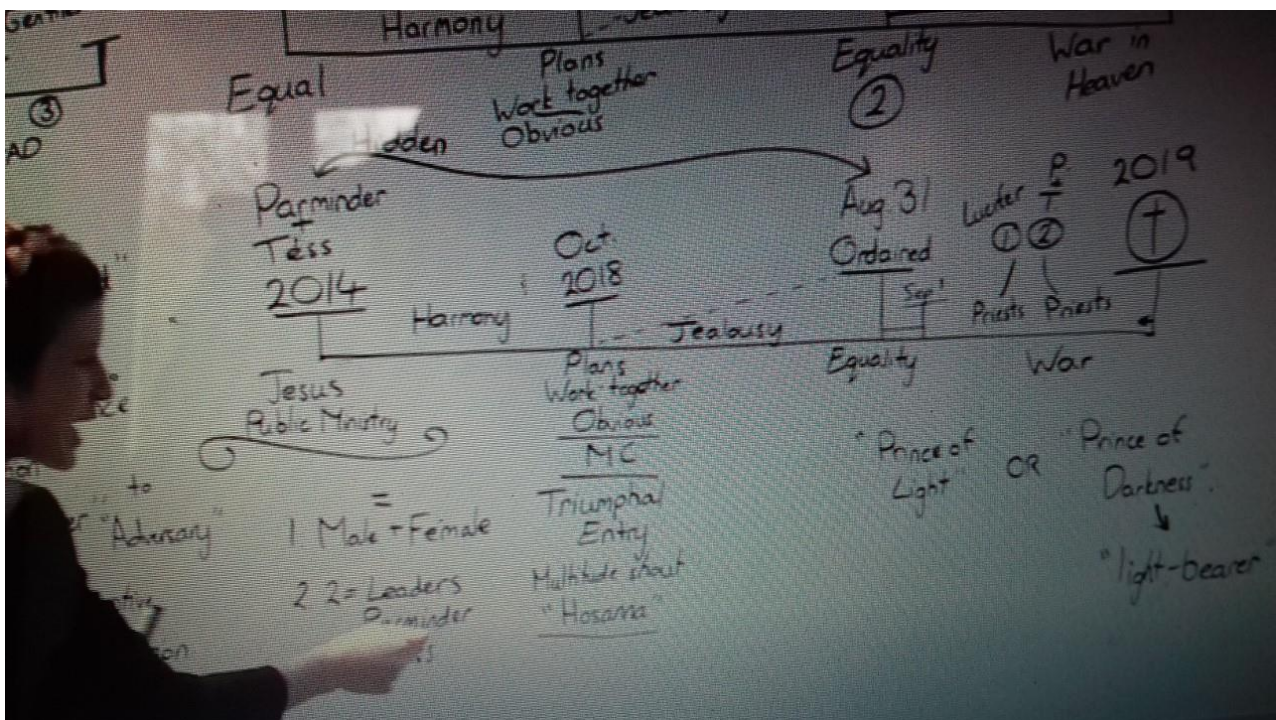 Harmony
③
AD
Equal
Plans
Work together
Obvious
Equality
②
War in
Heaven
Hidden
Parminder
+
Tess
2014
Oct.
2018
Aug. 31
Ordained
Sep 1
①
②
P.
T
2019
Priests
Priests
Harmony
Jealousy
Equality
War
Jesus
Public Mnistry
Plans
Work together
Obvious
MC
Triumphal
Entry
Multitude shout
"Hosanna"
=
1. Male - Female
2 2= Leaders
Parminder
to
"Adversary"
"Prince of
Light"
OR
"Prince of
Darkness".
"light-bearer"